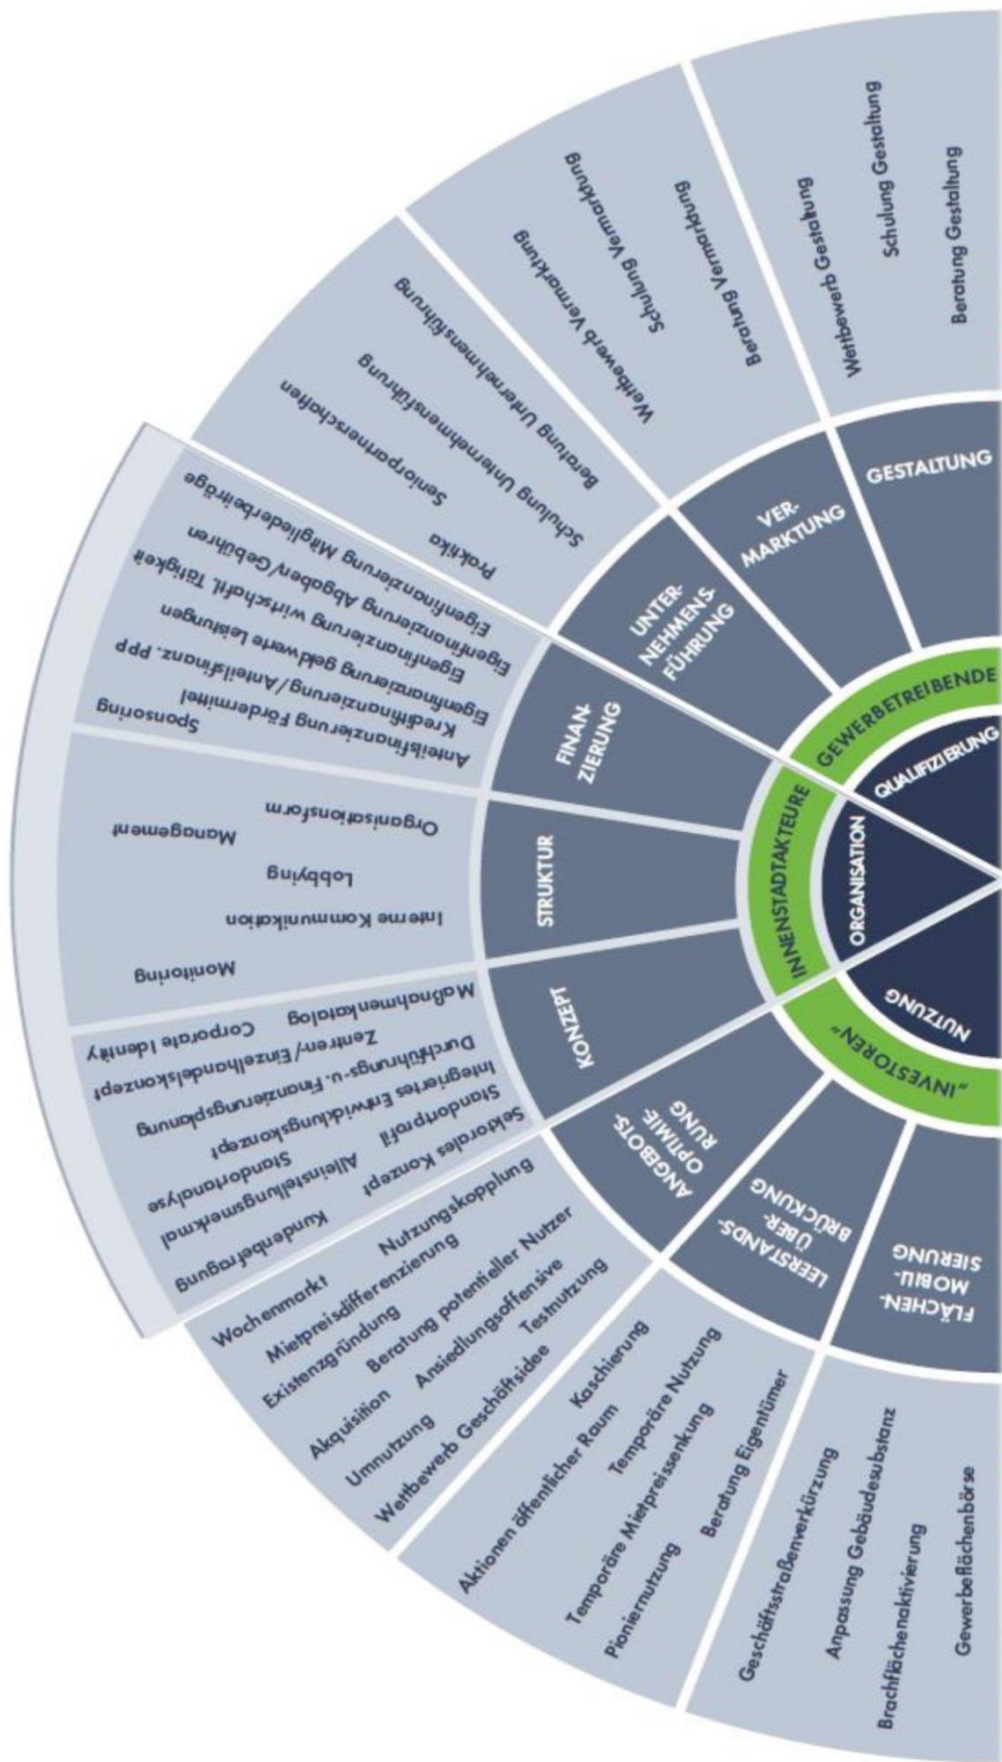 QUALIFIZIERUNG
ORGANISATION
NUTZUNG
GEWERBETREIBENDE
INNENSTADTAKTEURE
„INVESTOREN“
GESTALTUNG
Beratung Gestaltung
Schulung Gestaltung
Wettbewerb Gestaltung
VER-
MARKTUNG
Beratung Vermarktung
Schulung Vermarktung
Wettbewerb Vermarktung
UNTER-
NEHMENS-
FÜHRUNG
Beratung Unternehmensführung
Schulung Unternehmensführung
Seniorpartnerschaften
Praktika
FINAN-
ZIERUNG
Eigenfinanzierung Mitgliederbeiträge
Eigenfinanzierung Abgaben/Gebühren
Eigenfinanzierung wirtschaftl. Tätigkeit
Eigenfinanzierung geldwerte Leistungen
Kreditfinanzierung/Anteilsfinanz. PPP
Anteilsfinanzierung Fördermittel
Sponsoring
STRUKTUR
Organisationsform
Management
Lobbying
Interne Kommunikation
Monitoring
KONZEPT
Maßnahmenkatalog
Corporate Identity
Zentren-/Einzelhandelskonzept
Durchführungs-u. Finanzierungsplanung
Integriertes Entwicklungskonzept
Standortprofil
Standortanalyse
Alleinstellungsmerkmal
Sektorales Konzept
Kundenbefragung
ANGEBOTS-
OPTIMIE-
RUNG
Nutzungskopplung
Wochenmarkt
Mietpreisdifferenzierung
Existenzgründung
Beratung potentieller Nutzer
Ansiedlungsoffensive
Akquisition
Testnutzung
Umnutzung
Wettbewerb Geschäftsidee
LEERSTANDS-
ÜBER-
BRÜCKUNG
Kaschierung
Aktionen öffentlicher Raum
Temporäre Nutzung
Temporäre Mietpreissenkung
Pioniernutzung
Beratung Eigentümer
FLÄCHEN-
MOBILI-
SIERUNG
Geschäftsstraßenverkürzung
Anpassung Gebäudesubstanz
Brachflächenaktivierung
Gewerbeflächenbörse